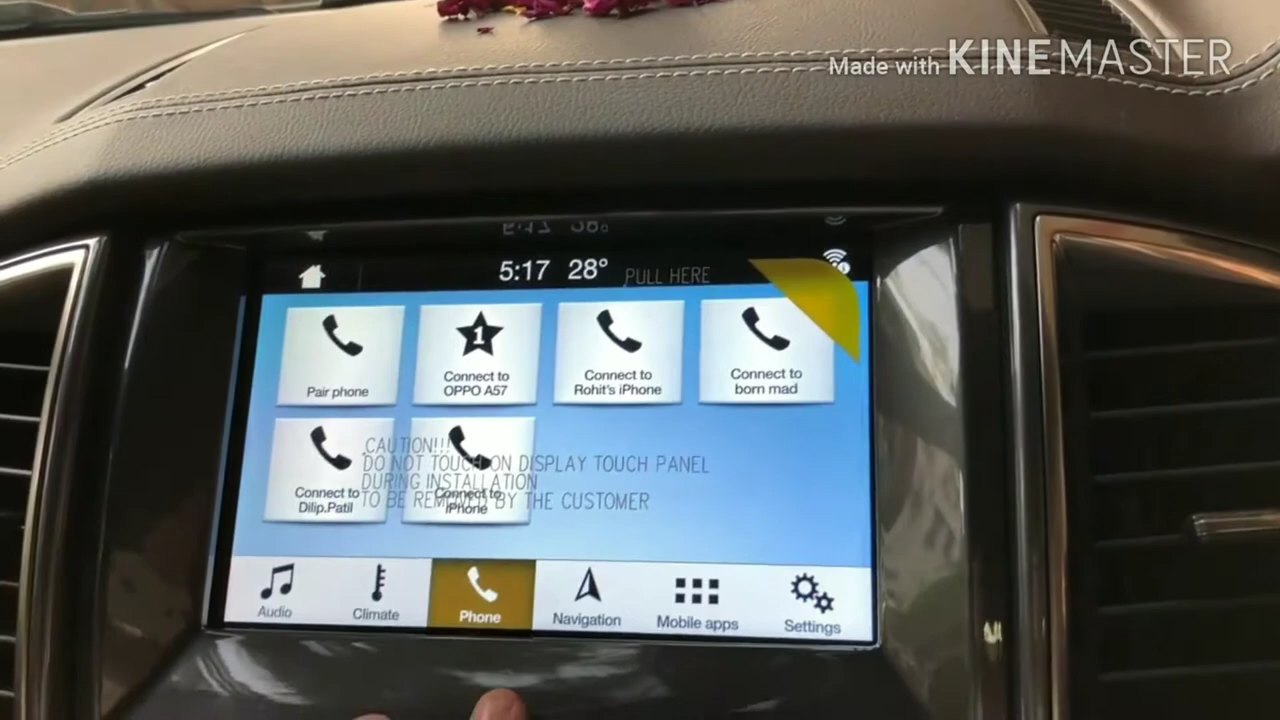 Made with KINEMASTER
5:17 28°
PULL HERE
Pair phone
1
Connect to
OPPO A57
Connect to
Rohit's iPhone
Connect to
born mad
Connect to
Dilip.Patil
Connect to
iPhone
CAUTION!!!
DO NOT TOUCH ON DISPLAY TOUCH PANEL
DURING INSTALLATION
TO BE REMOVED BY THE CUSTOMER
Audio
Climate
Phone
Navigation
Mobile apps
Settings